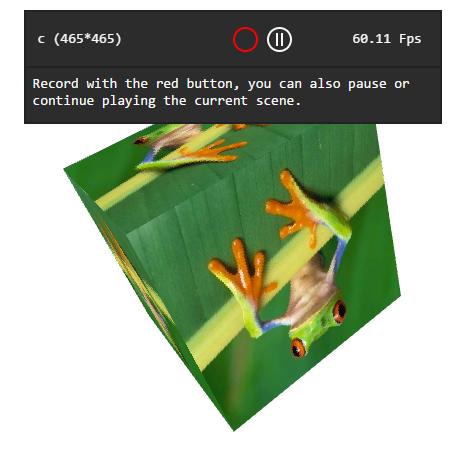 c (465*465) 60.11 Fps
Record with the red button, you can also pause or
continue playing the current scene.